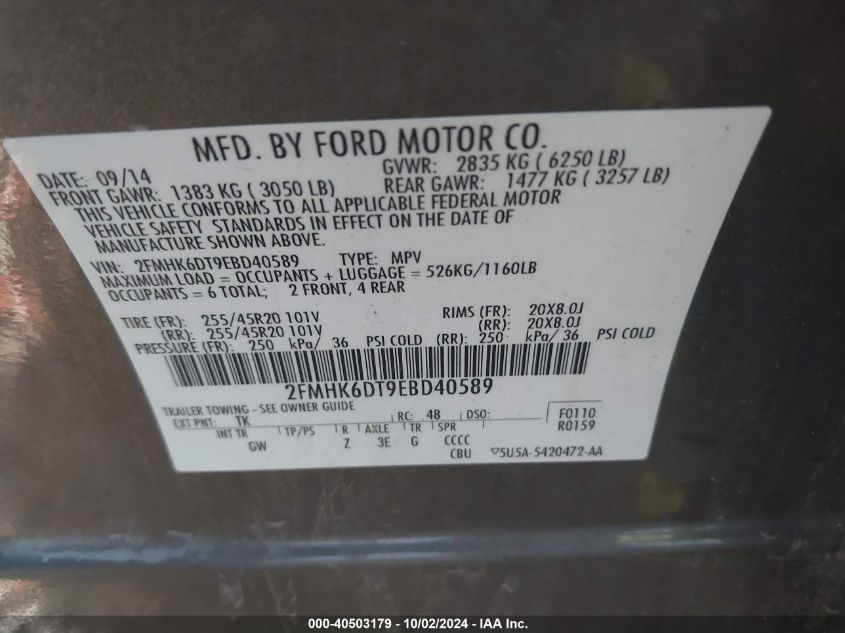 MFD. BY FORD MOTOR CO.
DATE: 09/14 GVWR: 2835 KG ( 6250 LB)
FRONT GAWR: 1383 KG ( 3050 LB) REAR GAWR: 1477 KG ( 3257 LB)
THIS VEHICLE CONFORMS TO ALL APPLICABLE FEDERAL MOTOR
VEHICLE SAFETY STANDARDS IN EFFECT ON THE DATE OF
MANUFACTURE SHOWN ABOVE.
VIN: 2FMHK6DT9EBD40589 TYPE: MPV
MAXIMUM LOAD = OCCUPANTS + LUGGAGE = 526KG/1160LB
OCCUPANTS = 6 TOTAL; 2 FRONT, 4 REAR
TIRE (FR): 255/45R20 101V RIMS (FR): 20X8.0J
(RR): 255/45R20 101V (RR): 20X8.0J
PRESSURE (FR): 250 kPa/ 36 PSI COLD (RR): 250 kPa/ 36 PSI COLD
2FMHK6DT9EBD40589
TRAILER TOWING - SEE OWNER GUIDE
EXT PNT: TK RC: 48 DSO: F0110
INT TR TP/PS R AXLE TR SPR R0159
GW Z 3E G CCCC
CBU ▽5U5A-5420472-AA
000-40503179 - 10/02/2024 - IAA Inc.